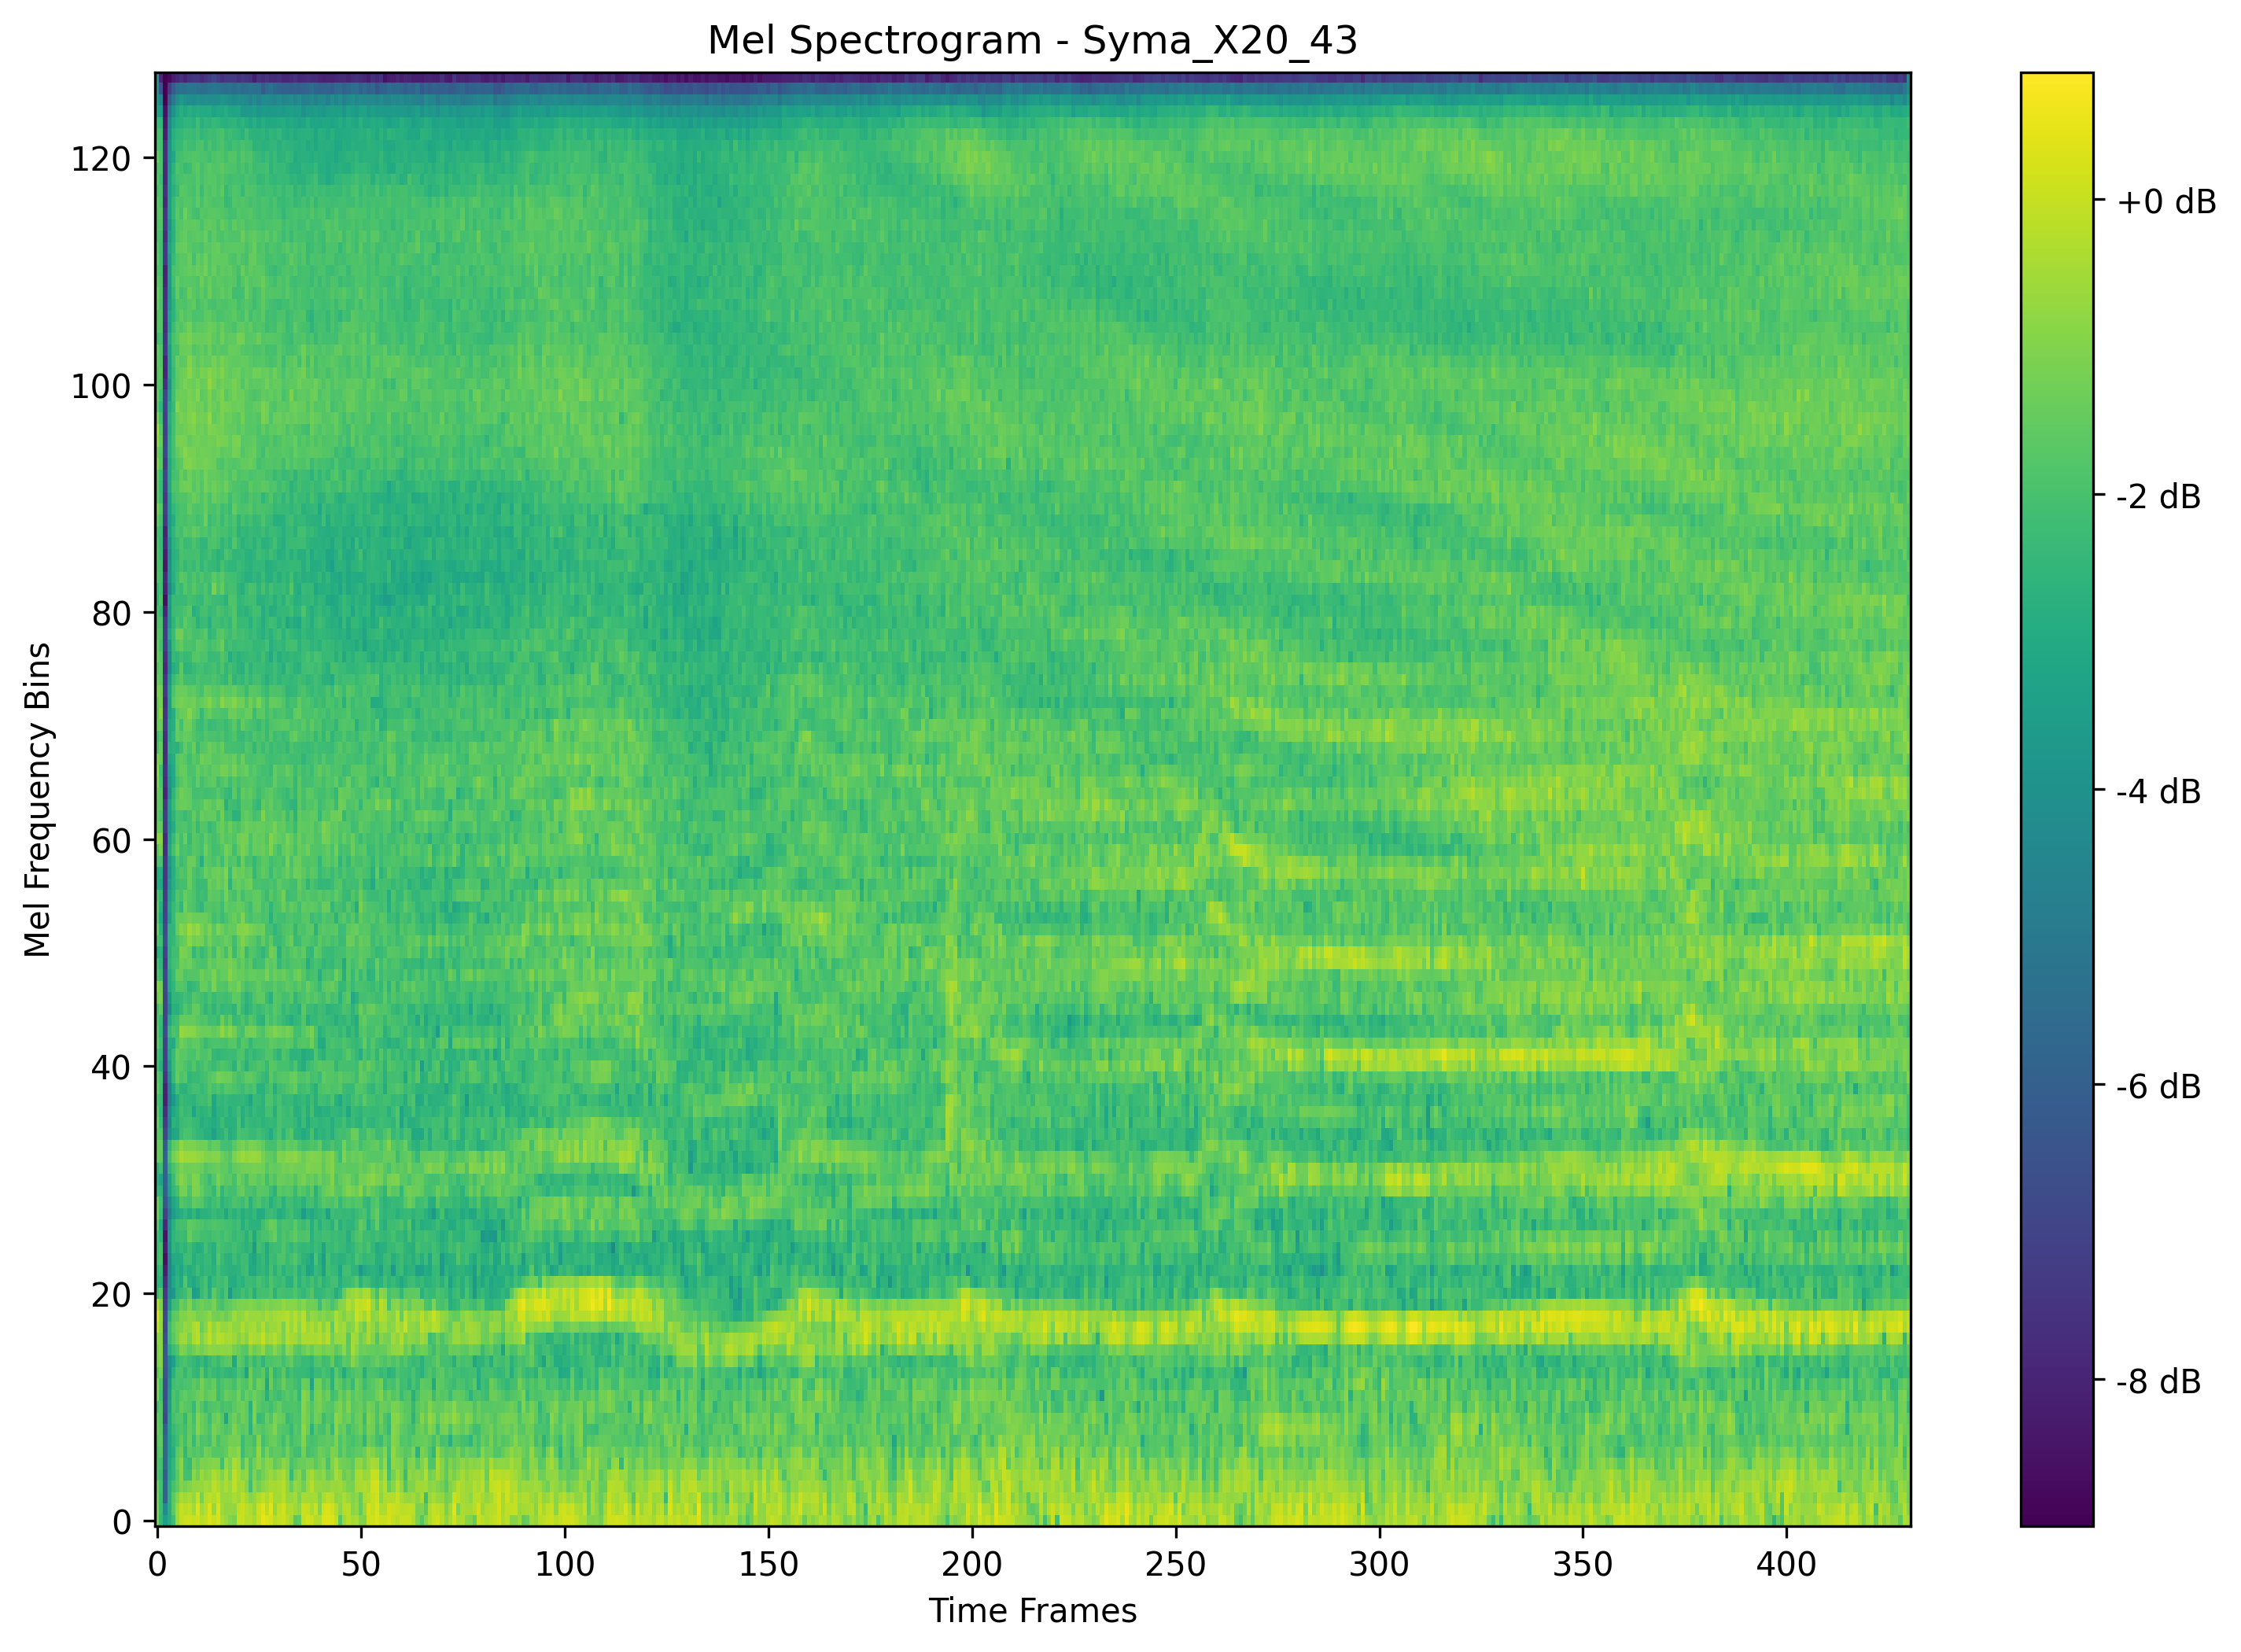 Mel Spectrogram - Syma_X20_43
Mel Frequency Bins
120
100
80
60
40
20
0
0 50 100 150 200 250 300 350 400
Time Frames
+0 dB
-2 dB
-4 dB
-6 dB
-8 dB